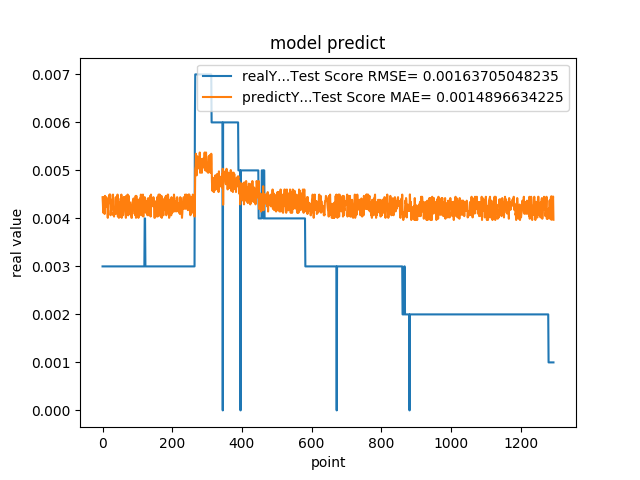 model predict
realY...Test Score RMSE= 0.00163705048235
predictY...Test Score MAE= 0.0014896634225
0.007
0.006
0.005
0.004
0.003
0.002
0.001
0.000
real value
0 200 400 600 800 1000 1200
point